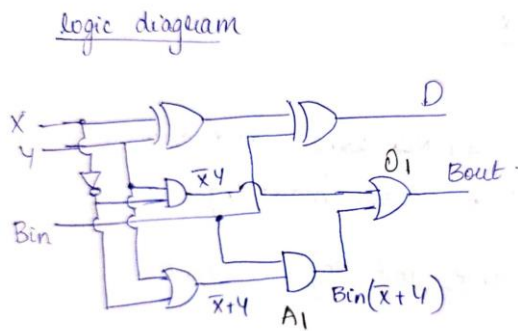 logic diagram
D
X
Y
O1
x̄y
Bout
Bin
x̄+y
A1
Bin(x̄+y)